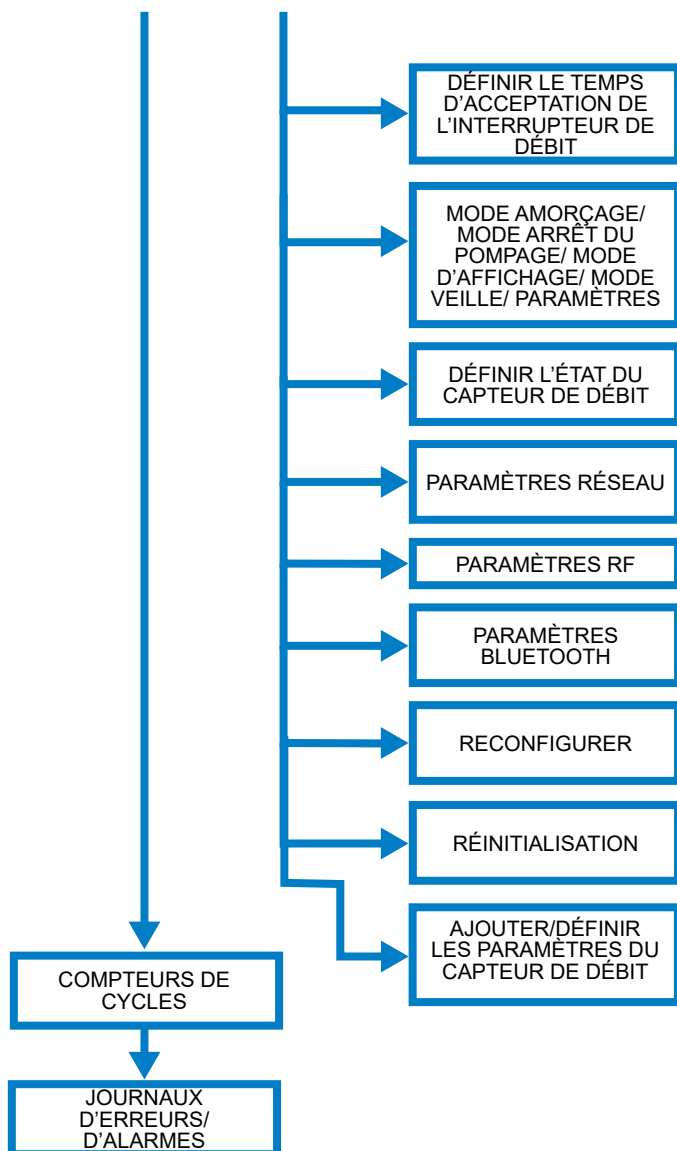 DÉFINIR LE TEMPS
D'ACCEPTATION DE
L'INTERRUPTEUR DE
DÉBIT
MODE AMORÇAGE/
MODE ARRÊT DU
POMPAGE/ MODE
D'AFFICHAGE/ MODE
VEILLE/ PARAMÈTRES
DÉFINIR L'ÉTAT DU
CAPTEUR DE DÉBIT
PARAMÈTRES RÉSEAU
PARAMÈTRES RF
PARAMÈTRES
BLUETOOTH
RECONFIGURER
RÉINITIALISATION
AJOUTER/DÉFINIR
LES PARAMÈTRES DU
CAPTEUR DE DÉBIT
COMPTEURS DE
CYCLES
JOURNAUX
D'ERREURS/
D'ALARMES